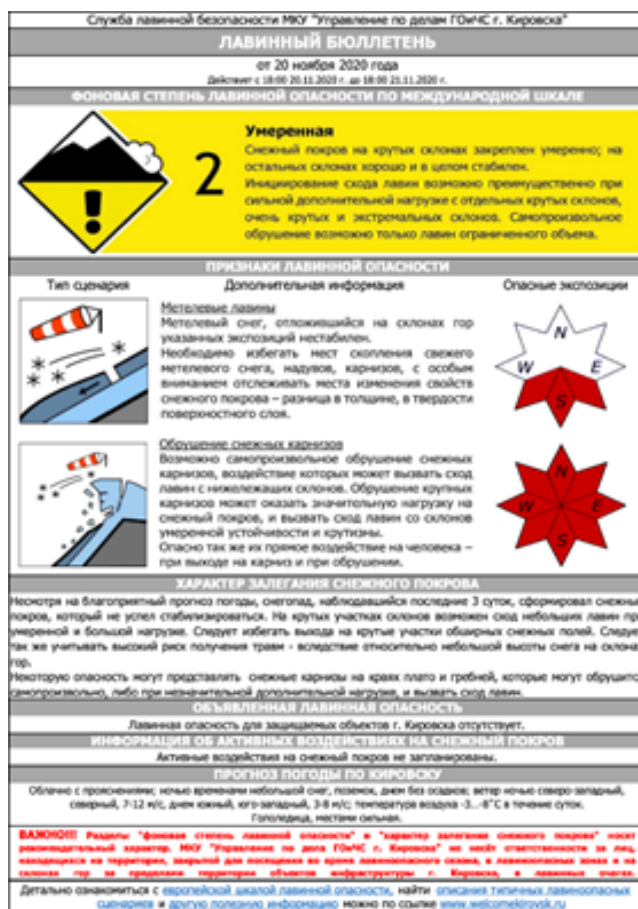 Служба лавинной безопасности МКУ "Управление по делам ГОиЧС г. Кировска"
ЛАВИННЫЙ БЮЛЛЕТЕНЬ
от 20 ноября 2020 года
Действует с 18:00 20.11.2020 г. до 18:00 21.11.2020 г.
ФОНОВАЯ СТЕПЕНЬ ЛАВИННОЙ ОПАСНОСТИ ПО МЕЖДУНАРОДНОЙ ШКАЛЕ
2
Умеренная
Снежный покров на крутых склонах закреплен умеренно; на
остальных склонах хорошо и в целом стабилен.
Инициирование схода лавин возможно преимущественно при
сильной дополнительной нагрузке с отдельных крутых склонов,
очень крутых и экстремальных склонов. Самопроизвольное
обрушение возможно только лавин ограниченного объема.
ПРИЗНАКИ ЛАВИННОЙ ОПАСНОСТИ
Тип сценария Дополнительная информация Опасные экспозиции
Метелевые лавины
Метелевый снег, отложившийся на склонах гор
указанных экспозиций нестабилен.
Необходимо избегать мест скопления свежего
метелевого снега, надувов, карнизов, с особым
вниманием отслеживать места изменения свойств
снежного покрова – разница в толщине, в твердости
поверхностного слоя.
N
W E
S
Обрушение снежных карнизов
Возможно самопроизвольное обрушение снежных
карнизов, воздействие которых может вызвать сход
лавин с нижележащих склонов. Обрушение крупных
карнизов может оказать значительную нагрузку на
снежный покров, и вызвать сход лавин со склонов
умеренной устойчивости и крутизны.
Опасно так же их прямое воздействие на человека –
при выходе на карниз и при обрушении.
N
W E
S
ХАРАКТЕР ЗАЛЕГАНИЯ СНЕЖНОГО ПОКРОВА
Несмотря на благоприятный прогноз погоды, снегопад, наблюдавшийся последние 3 суток, сформировал снежны
покров, который не успел стабилизироваться. На крутых участках склонов возможен сход небольших лавин пр
умеренной и большой нагрузке. Следует избегать выхода на крутые участки обширных снежных полей. Следуе
так же учитывать высокий риск получения травм - вследствие относительно небольшой высоты снега на склона
гор.
Некоторую опасность могут представлять снежные карнизы на краях плато и гребней, которые могут обрушитс
самопроизвольно, либо при незначительной дополнительной нагрузке, и вызвать сход лавин.
ОБЪЯВЛЕННАЯ ЛАВИННАЯ ОПАСНОСТЬ
Лавинная опасность для защищаемых объектов г. Кировска отсутствует.
ИНФОРМАЦИЯ ОБ АКТИВНЫХ ВОЗДЕЙСТВИЯХ НА СНЕЖНЫЙ ПОКРОВ
Активные воздействия на снежный покров не запланированы.
ПРОГНОЗ ПОГОДЫ ПО КИРОВСКУ
Облачно с прояснениями; ночью временами небольшой снег, поземок, днем без осадков; ветер ночью северо-западный,
северный, 7-12 м/с, днем южный, юго-западный, 3-8 м/с; температура воздуха -3...-8˚С в течение суток.
Гололедица, местами сильная.
ВАЖНО!!! Разделы "фоновая степень лавинной опасности" и "характер залегания снежного покрова" носят
рекомендательный характер. МКУ "Управление по дела ГОиЧС г. Кировска" не несёт ответственности за лиц,
находящихся на территории, закрытой для посещения во время лавиноопасного сезона, в лавиноопасных зонах и на
склонах гор за пределами территории объектов инфраструктуры г. Кировска, в лавинных очагах.
Детально ознакомиться с европейской шкалой лавинной опасности, найти описания типичных лавиноопасных
сценариев и другую полезную информацию можно по ссылке www.welcomekirovsk.ru